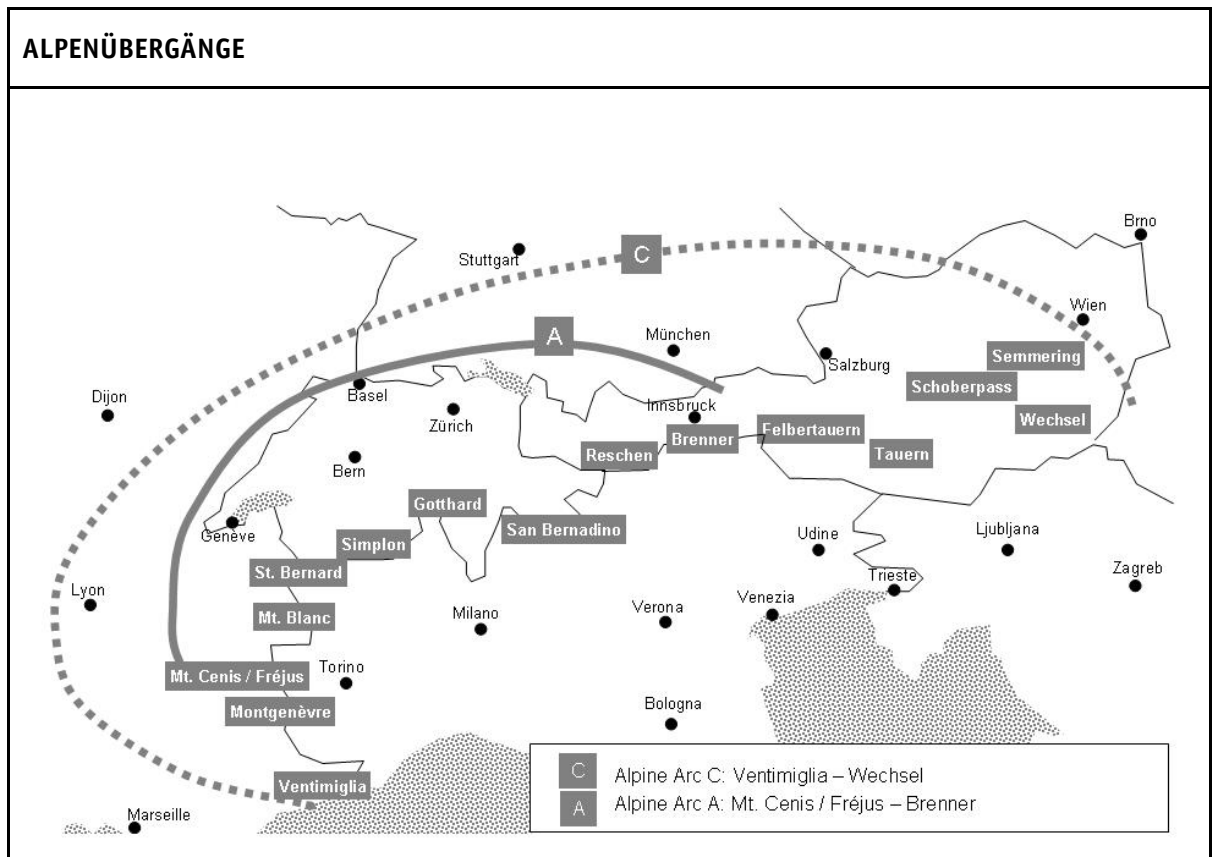 ALPENÜBERGÄNGE
Brno
Stuttgart
C
Wien
A
München
Semmering
Salzburg
Schoberpass
Basel
Dijon
Innsbruck
Zürich
Wechsel
Felbertauern
Brenner
Reschen
Tauern
Bern
Gotthard
San Bernadino
Genève
Simplon
Udine
Ljubljana
St. Bernard
Trieste
Zagreb
Lyon
Mt. Blanc
Milano
Verona
Venezia
Mt. Cenis / Fréjus
Torino
Montgenèvre
Bologna
Ventimiglia
Marseille
C Alpine Arc C: Ventimiglia – Wechsel
A Alpine Arc A: Mt. Cenis / Fréjus – Brenner